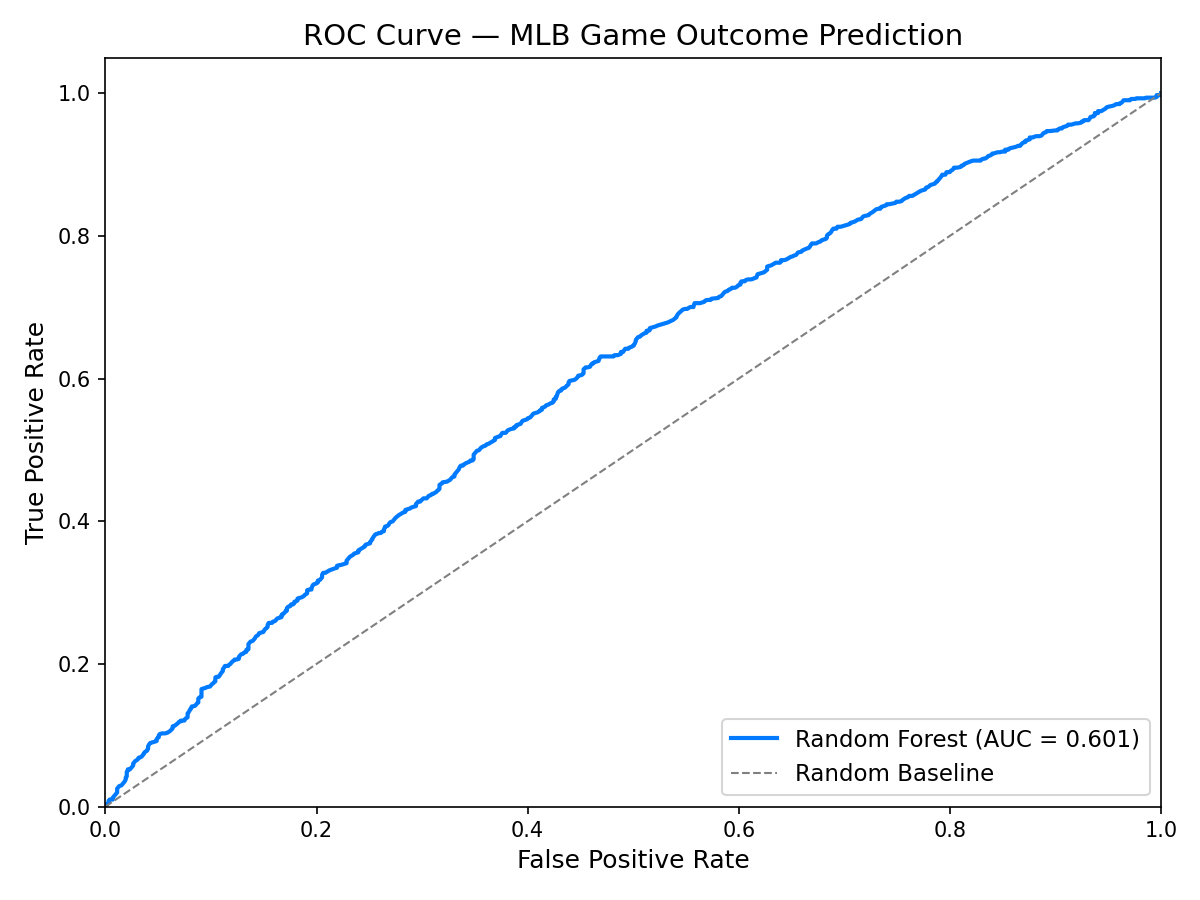 ROC Curve — MLB Game Outcome Prediction
True Positive Rate
1.0
0.8
0.6
0.4
0.2
0.0
0.0 0.2 0.4 0.6 0.8 1.0
False Positive Rate
Random Forest (AUC = 0.601)
Random Baseline